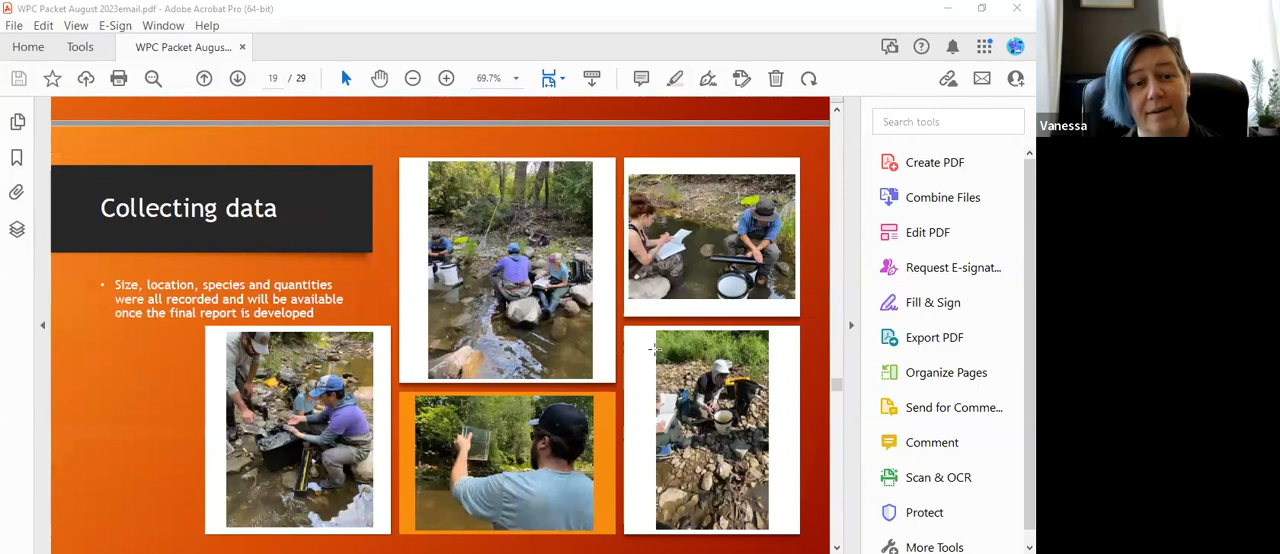 WPC Packet August 2023email.pdf - Adobe Acrobat Pro (64-bit)
File Edit View E-Sign Window Help
Home Tools WPC Packet Augus... ×
19 / 29 69.7%
Collecting data
• Size, location, species and quantities
were all recorded and will be available
once the final report is developed
Search tools
Create PDF
Combine Files
Edit PDF
Request E-signat...
Fill & Sign
Export PDF
Organize Pages
Send for Comme...
Comment
Scan & OCR
Protect
More Tools
Vanessa